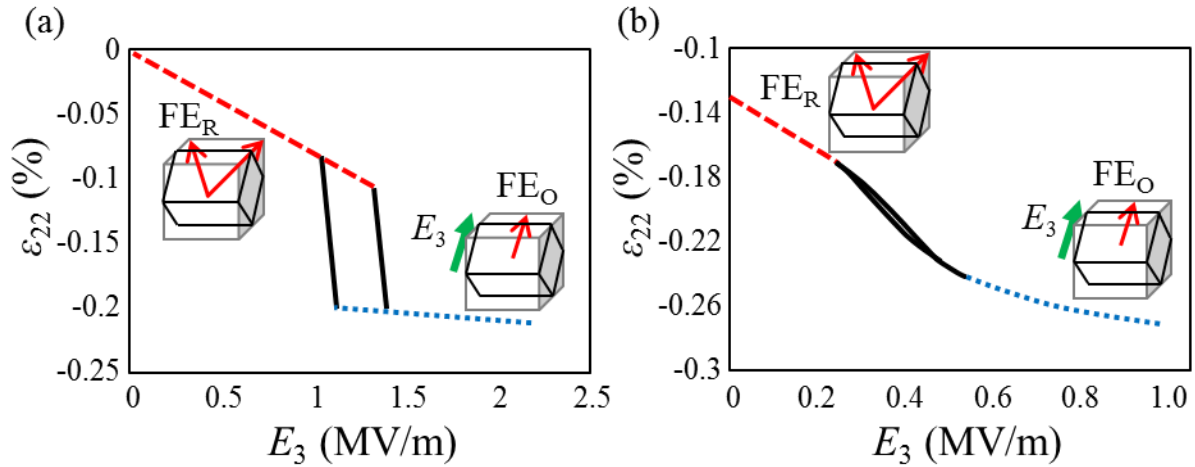 (a)
0
-0.05
-0.1
-0.15
-0.2
-0.25
ε22 (%)
FER
E3
FEO
0
0.5
1
1.5
2
2.5
E3 (MV/m)
(b)
-0.1
-0.14
-0.18
-0.22
-0.26
-0.3
ε22 (%)
FER
E3
FEO
0
0.2
0.4
0.6
0.8
1.0
E3 (MV/m)